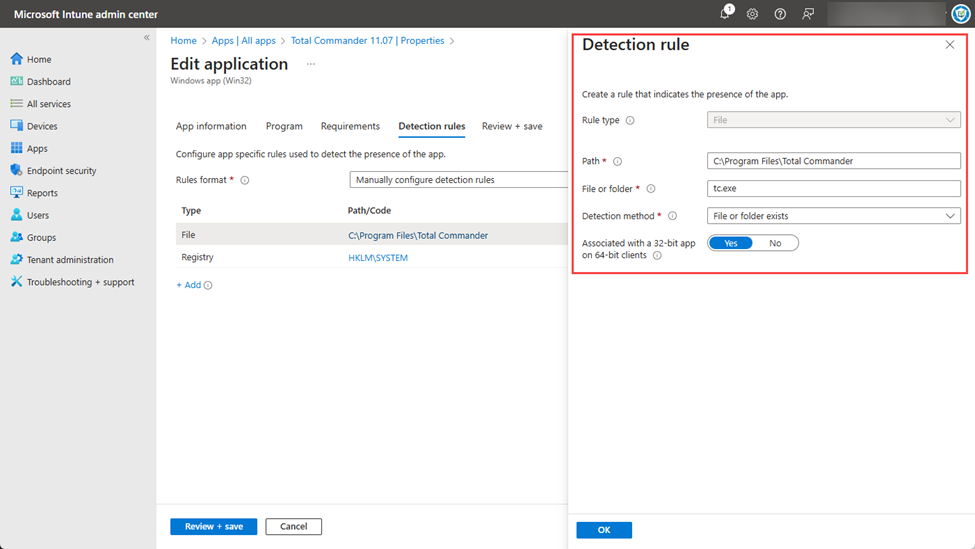 Microsoft Intune admin center
1
«
Home
Dashboard
All services
Devices
Apps
Endpoint security
Reports
Users
Groups
Tenant administration
Troubleshooting + support
Home > Apps | All apps > Total Commander 11.07 | Properties >
Edit application ...
Windows app (Win32)
App information Program Requirements Detection rules Review + save
Configure app specific rules used to detect the presence of the app.
Rules format * Manually configure detection rules
Type Path/Code
File C:\Program Files\Total Commander
Registry HKLM\SYSTEM
+ Add
Review + save Cancel
Detection rule
Create a rule that indicates the presence of the app.
Rule type File
Path * C:\Program Files\Total Commander
File or folder * tc.exe
Detection method * File or folder exists
Associated with a 32-bit app
on 64-bit clients
Yes No
OK